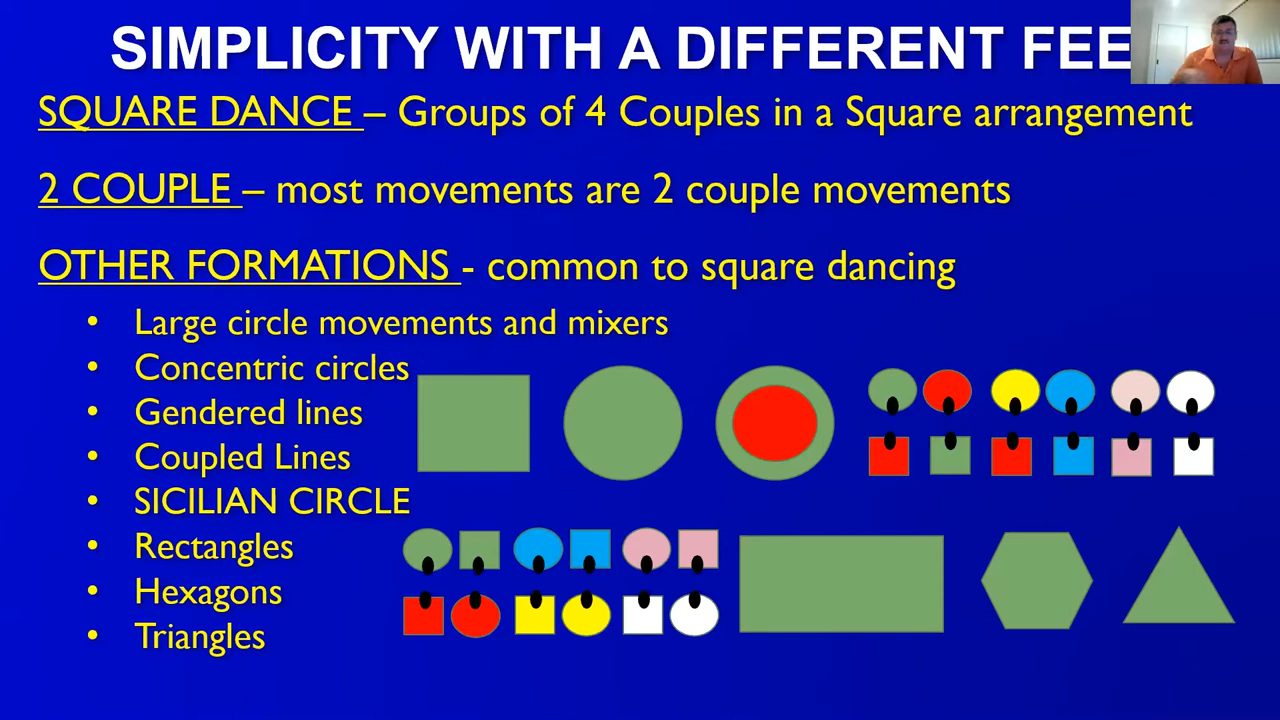 SIMPLICITY WITH A DIFFERENT
SQUARE DANCE – Groups of 4 Couples in a Square arrangement
2 COUPLE – most movements are 2 couple movements
OTHER FORMATIONS - common to square dancing
• Large circle movements and mixers
• Concentric circles
• Gendered lines
• Coupled Lines
• SICILIAN CIRCLE
• Rectangles
• Hexagons
• Triangles